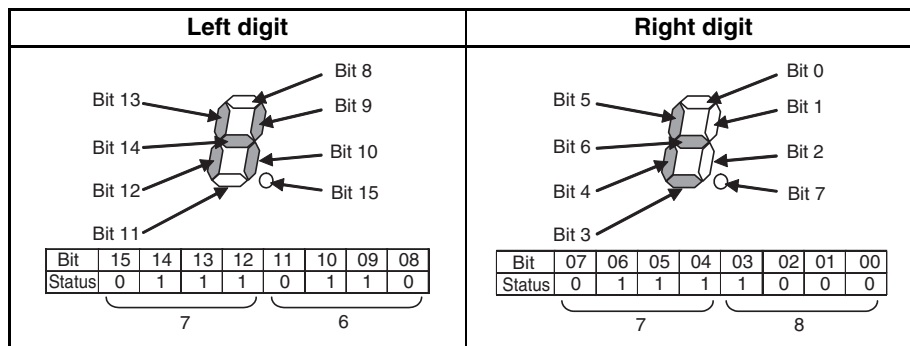 Left digit
Right digit
Bit 8
Bit 13
Bit 9
Bit 14
Bit 10
Bit 12
Bit 15
Bit 11
Bit 15 14 13 12 11 10 09 08
Status 0 1 1 1 0 1 1 0
7 6
Bit 0
Bit 5
Bit 1
Bit 6
Bit 2
Bit 4
Bit 7
Bit 3
Bit 07 06 05 04 03 02 01 00
Status 0 1 1 1 1 0 0 0
7 8